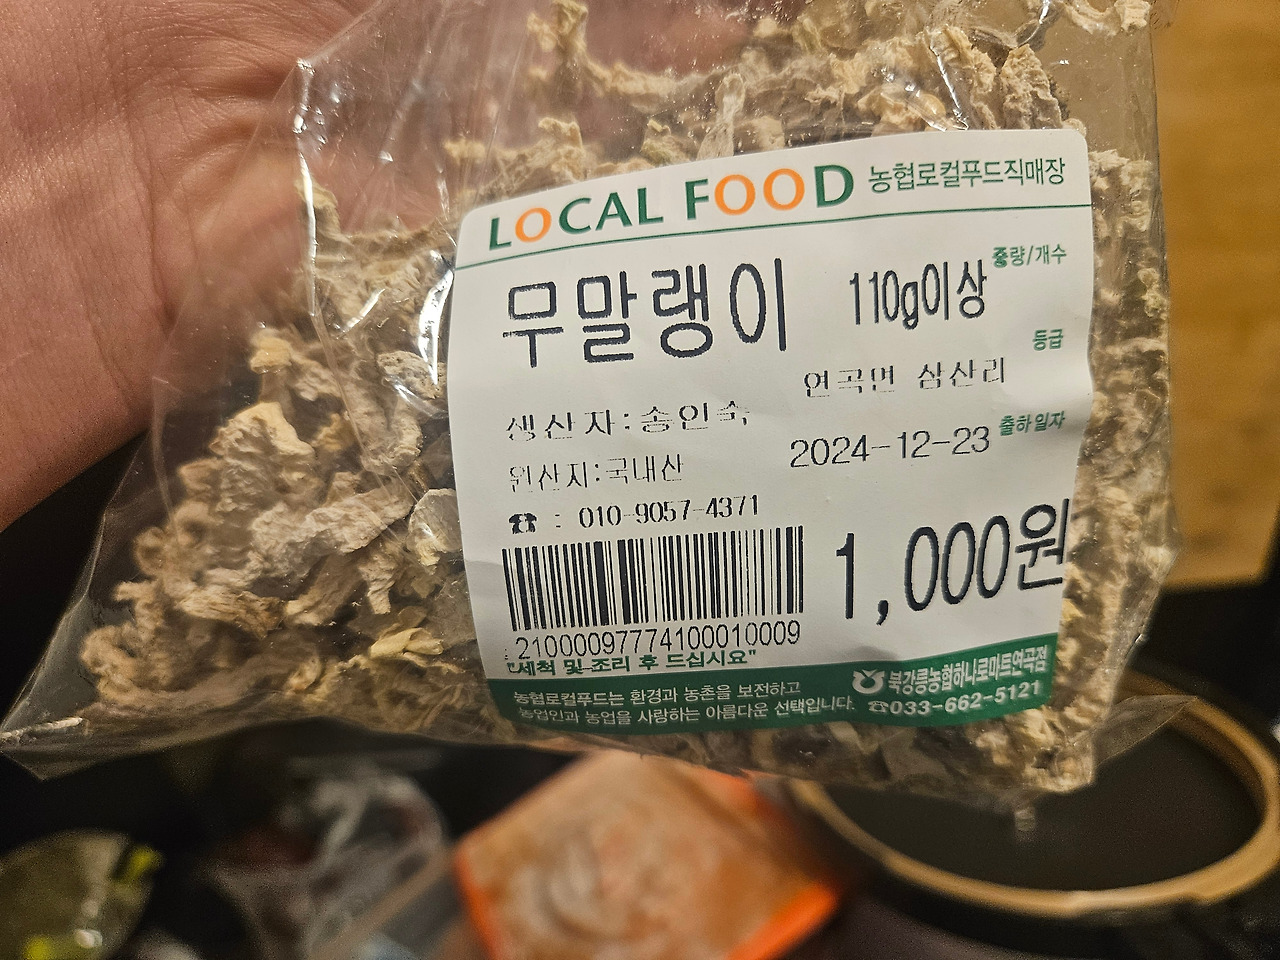 LOCAL FOOD 농협로컬푸드직매장
무말랭이 110g이상 중량/개수
등급
연곡면 삼산리
생산자:송인숙
2024-12-23 출하일자
원산지:국내산
☎ : 010-9057-4371
1,000원
21000097774100010009
"세척 및 조리 후 드십시요"
농협로컬푸드는 환경과 농촌을 보전하고
농업인과 농업을 사랑하는 아름다운 선택입니다.
북강릉농협하나로마트연곡점
☎033-662-5121